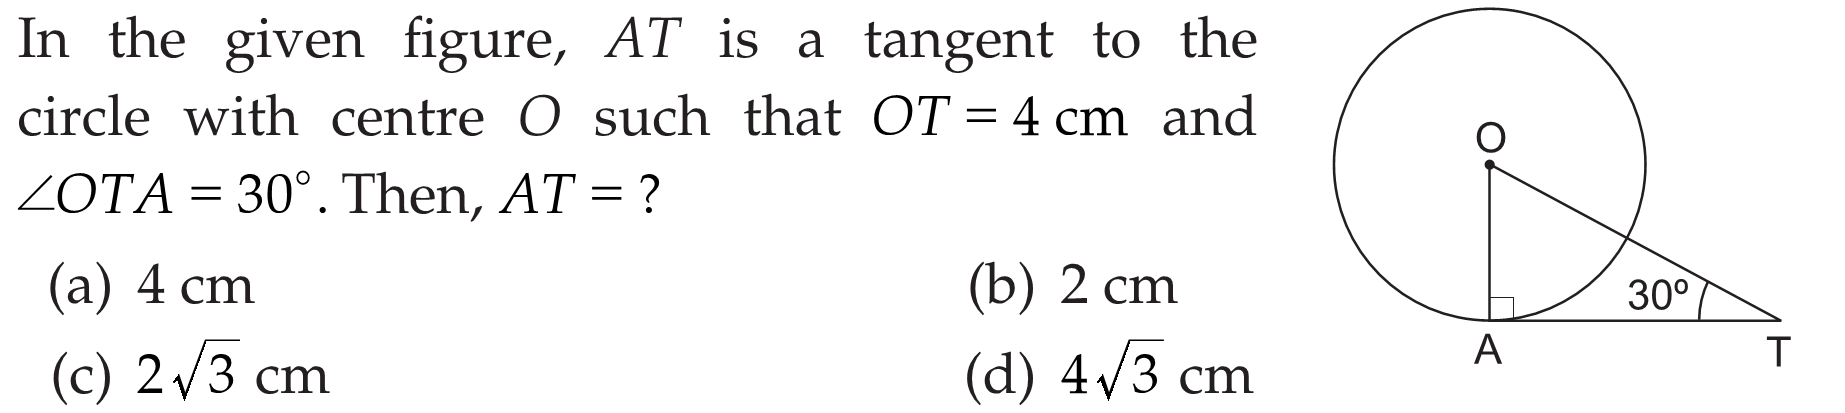 In the given figure, AT is a tangent to the
circle with centre O such that OT = 4 cm and
∠OTA = 30°. Then, AT = ?
(a) 4 cm
(b) 2 cm
(c) 2√3 cm
(d) 4√3 cm
O
30º
A
T